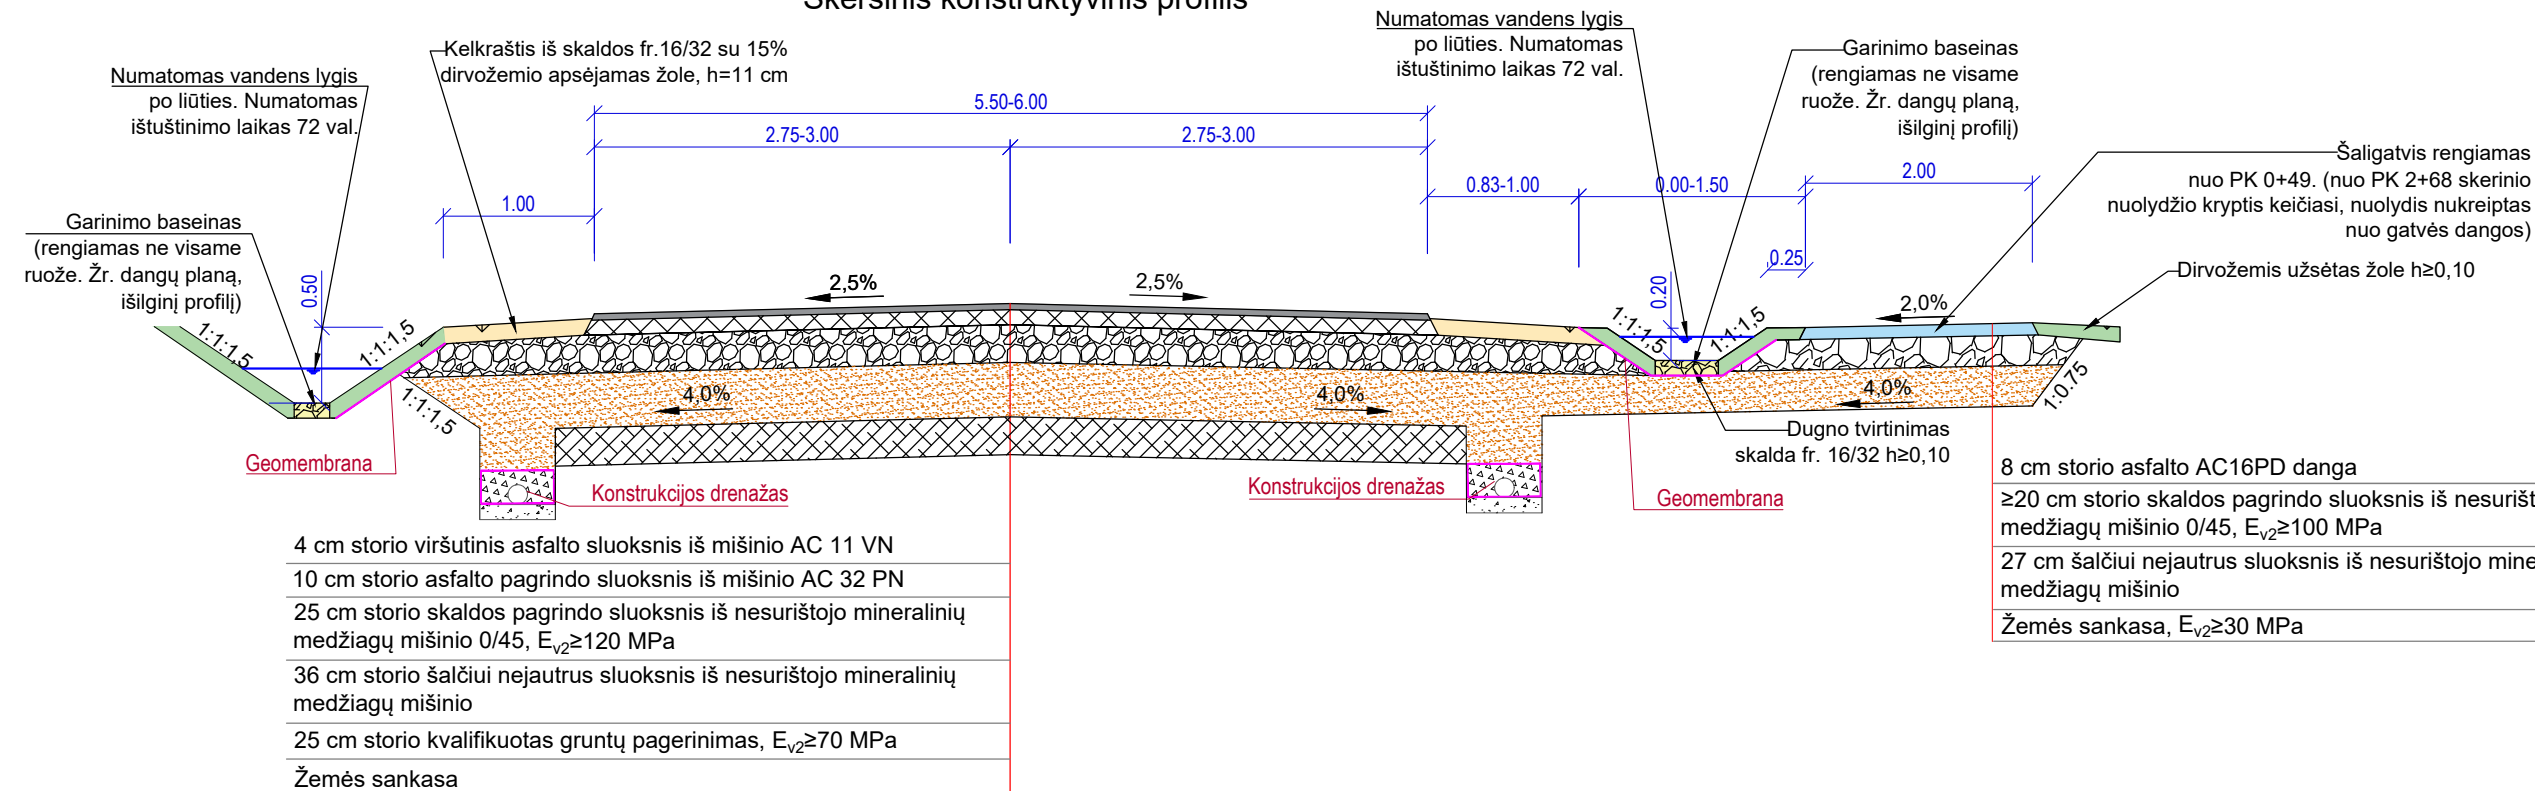 Skersinis konstruktyvinis profilis
Numatomas vandens lygis
po liūties. Numatomas
ištuštinimo laikas 72 val.
Kelkraštis iš skaldos fr.16/32 su 15%
dirvožemio apsėjamas žole, h=11 cm
Numatomas vandens lygis
po liūties. Numatomas
ištuštinimo laikas 72 val.
Garinimo baseinas
(rengiamas ne visame
ruože. Žr. dangų planą,
išilginį profilį)
Garinimo baseinas
(rengiamas ne visame
ruože. Žr. dangų planą,
išilginį profilį)
Šaligatvis rengiamas
nuo PK 0+49. (nuo PK 2+68 skerinio
nuolydžio kryptis keičiasi, nuolydis nukreiptas
nuo gatvės dangos)
Dirvožemis užsėtas žole h≥0,10
5.50-6.00
2.75-3.00
2.75-3.00
1.00
0.83-1.00
0.00-1.50
2.00
0.25
0.50
0.20
2,5%
2,5%
2,0%
1:1:1,5
1:1:1,5
1:1:1,5
1:1:1,5
1:1:1,5
1:0.75
4,0%
4,0%
4,0%
Geomembrana
Konstrukcijos drenažas
Konstrukcijos drenažas
Geomembrana
Dugno tvirtinimas
skalda fr. 16/32 h≥0,10
4 cm storio viršutinis asfalto sluoksnis iš mišinio AC 11 VN
10 cm storio asfalto pagrindo sluoksnis iš mišinio AC 32 PN
25 cm storio skaldos pagrindo sluoksnis iš nesurištojo mineralinių
medžiagų mišinio 0/45, Ev2≥120 MPa
36 cm storio šalčiui nejautrus sluoksnis iš nesurištojo mineralinių
medžiagų mišinio
25 cm storio kvalifikuotas gruntų pagerinimas, Ev2≥70 MPa
Žemės sankasa
8 cm storio asfalto AC16PD danga
≥20 cm storio skaldos pagrindo sluoksnis iš nesurišt
medžiagų mišinio 0/45, Ev2≥100 MPa
27 cm šalčiui nejautrus sluoksnis iš nesurištojo mine
medžiagų mišinio
Žemės sankasa, Ev2≥30 MPa